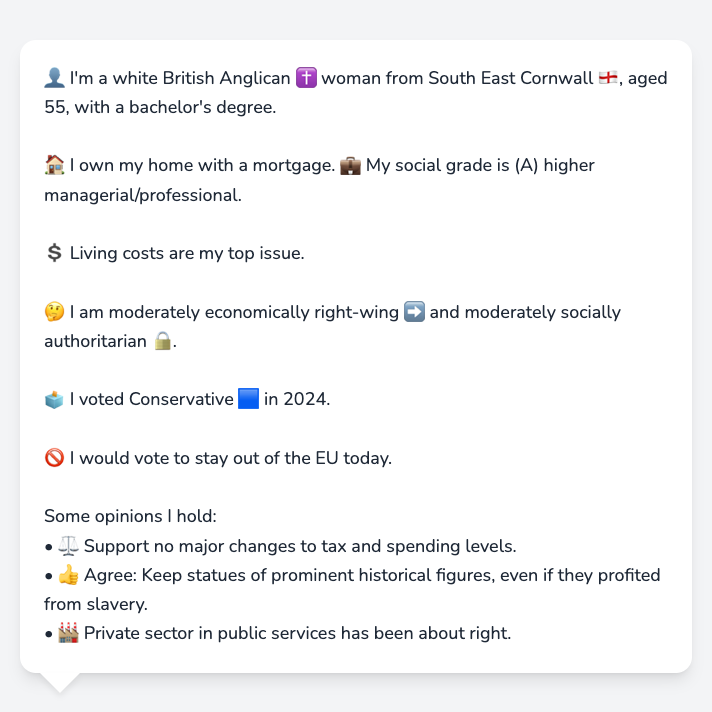 👤 I'm a white British Anglican ✝️ woman from South East Cornwall 🏴󠁧󠁢󠁥󠁮󠁧󠁿, aged
55, with a bachelor's degree.
🏠 I own my home with a mortgage. 💼 My social grade is (A) higher
managerial/professional.
💲 Living costs are my top issue.
🤔 I am moderately economically right-wing ➡️ and moderately socially
authoritarian 🔒.
🗳️ I voted Conservative 🟦 in 2024.
🚫 I would vote to stay out of the EU today.
Some opinions I hold:
• ⚖️ Support no major changes to tax and spending levels.
• 👍 Agree: Keep statues of prominent historical figures, even if they profited
from slavery.
• 🏭 Private sector in public services has been about right.